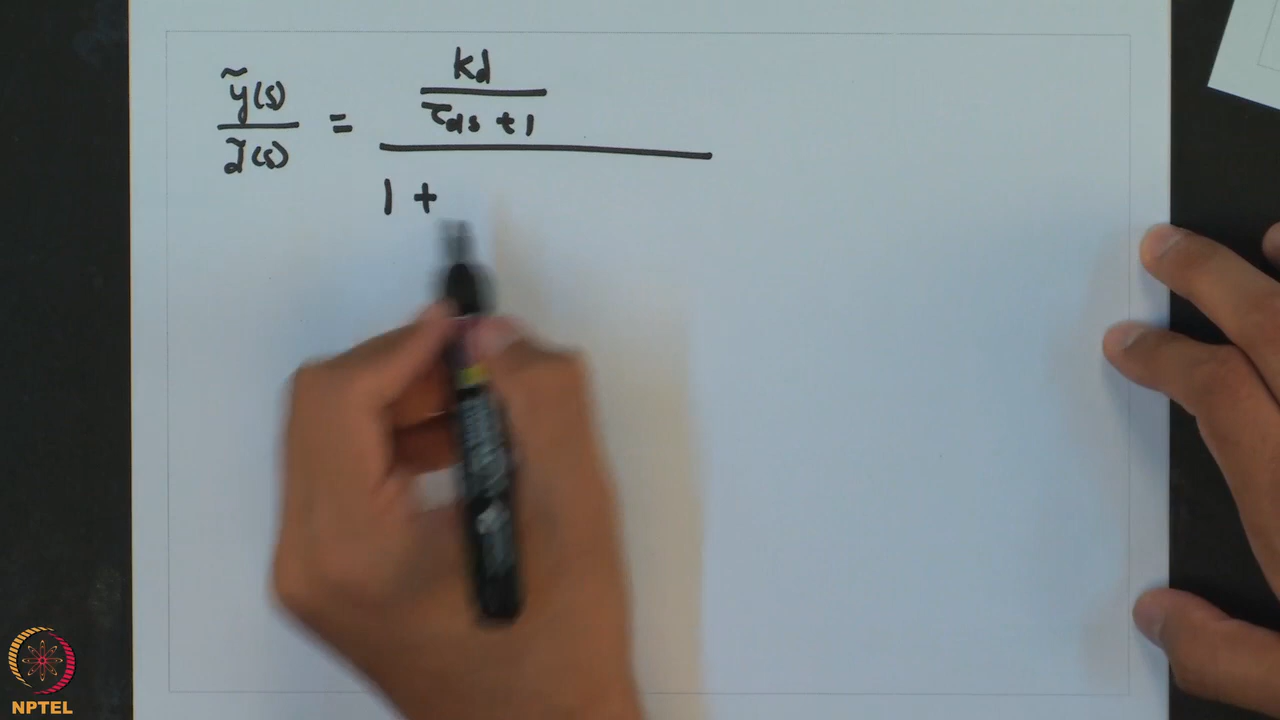 ỹ(s) / d̃(s) = kd / τds + 1
1 +
NPTEL